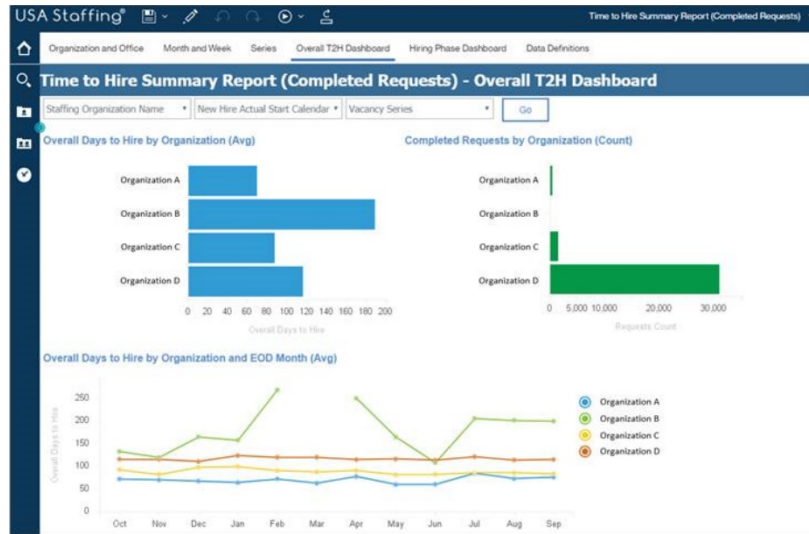 USA Staffing®
Time to Hire Summary Report (Completed Requests)
Organization and Office Month and Week Series Overall T2H Dashboard Hiring Phase Dashboard Data Definitions
Time to Hire Summary Report (Completed Requests) - Overall T2H Dashboard
Staffing Organization Name New Hire Actual Start Calendar Vacancy Series Go
Overall Days to Hire by Organization (Avg)
Organization A
Organization B
Organization C
Organization D
0 20 40 60 80 100 120 140 160 180 200
Overall Days to Hire
Completed Requests by Organization (Count)
Organization A
Organization B
Organization C
Organization D
0 5,000 10,000 20,000 30,000
Requests Count
Overall Days to Hire by Organization and EOD Month (Avg)
Overall Days to Hire
250
200
150
100
50
0
Oct Nov Dec Jan Feb Mar Apr May Jun Jul Aug Sep
Organization A
Organization B
Organization C
Organization D